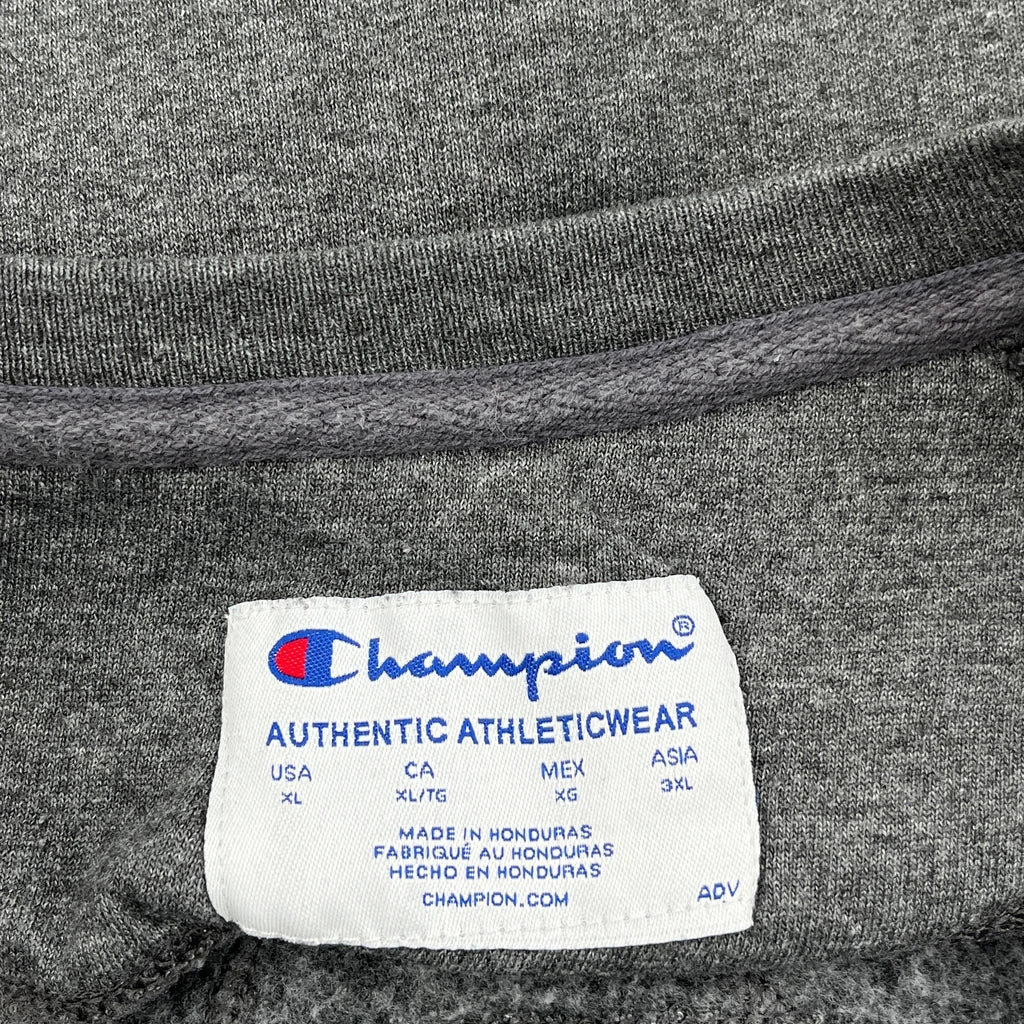 Champion®
AUTHENTIC ATHLETICWEAR
USA CA MEX ASIA
XL XL/TG XG 3XL
MADE IN HONDURAS
FABRIQUÉ AU HONDURAS
HECHO EN HONDURAS
CHAMPION.COM
ADV